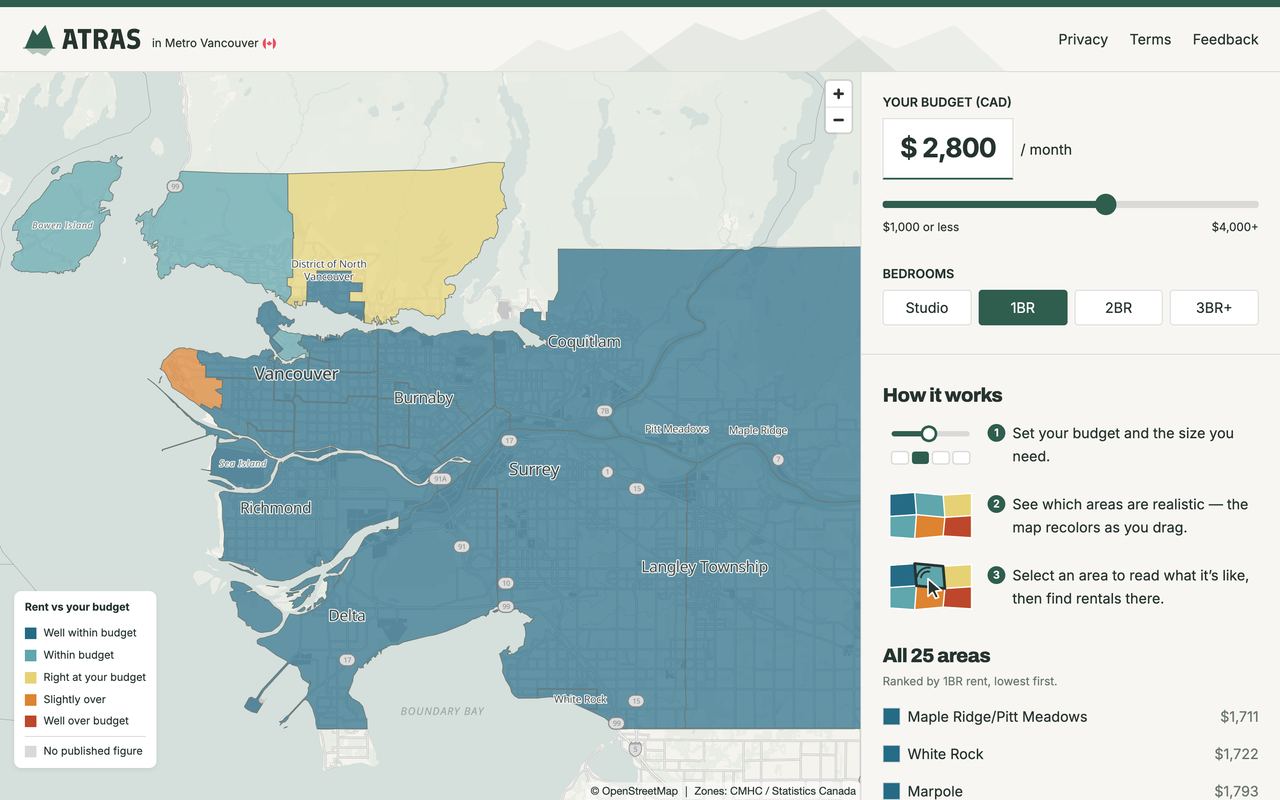 ATRAS in Metro Vancouver
Privacy Terms Feedback
99
Bowen Island
District of North
Vancouver
Coquitlam
Vancouver
Burnaby
7B
Pitt Meadows
Maple Ridge
17
7
Sea Island
Surrey
1
91A
15
Richmond
91
Langley Township
10
99
Delta
17
White Rock
15
BOUNDARY BAY
99
5
+
−
Rent vs your budget
Well within budget
Within budget
Right at your budget
Slightly over
Well over budget
No published figure
© OpenStreetMap | Zones: CMHC / Statistics Canada
YOUR BUDGET (CAD)
$ 2,800 / month
$1,000 or less $4,000+
BEDROOMS
Studio 1BR 2BR 3BR+
How it works
1 Set your budget and the size you
need.
2 See which areas are realistic — the
map recolors as you drag.
3 Select an area to read what it’s like,
then find rentals there.
All 25 areas
Ranked by 1BR rent, lowest first.
Maple Ridge/Pitt Meadows $1,711
White Rock $1,722
Marpole $1,793